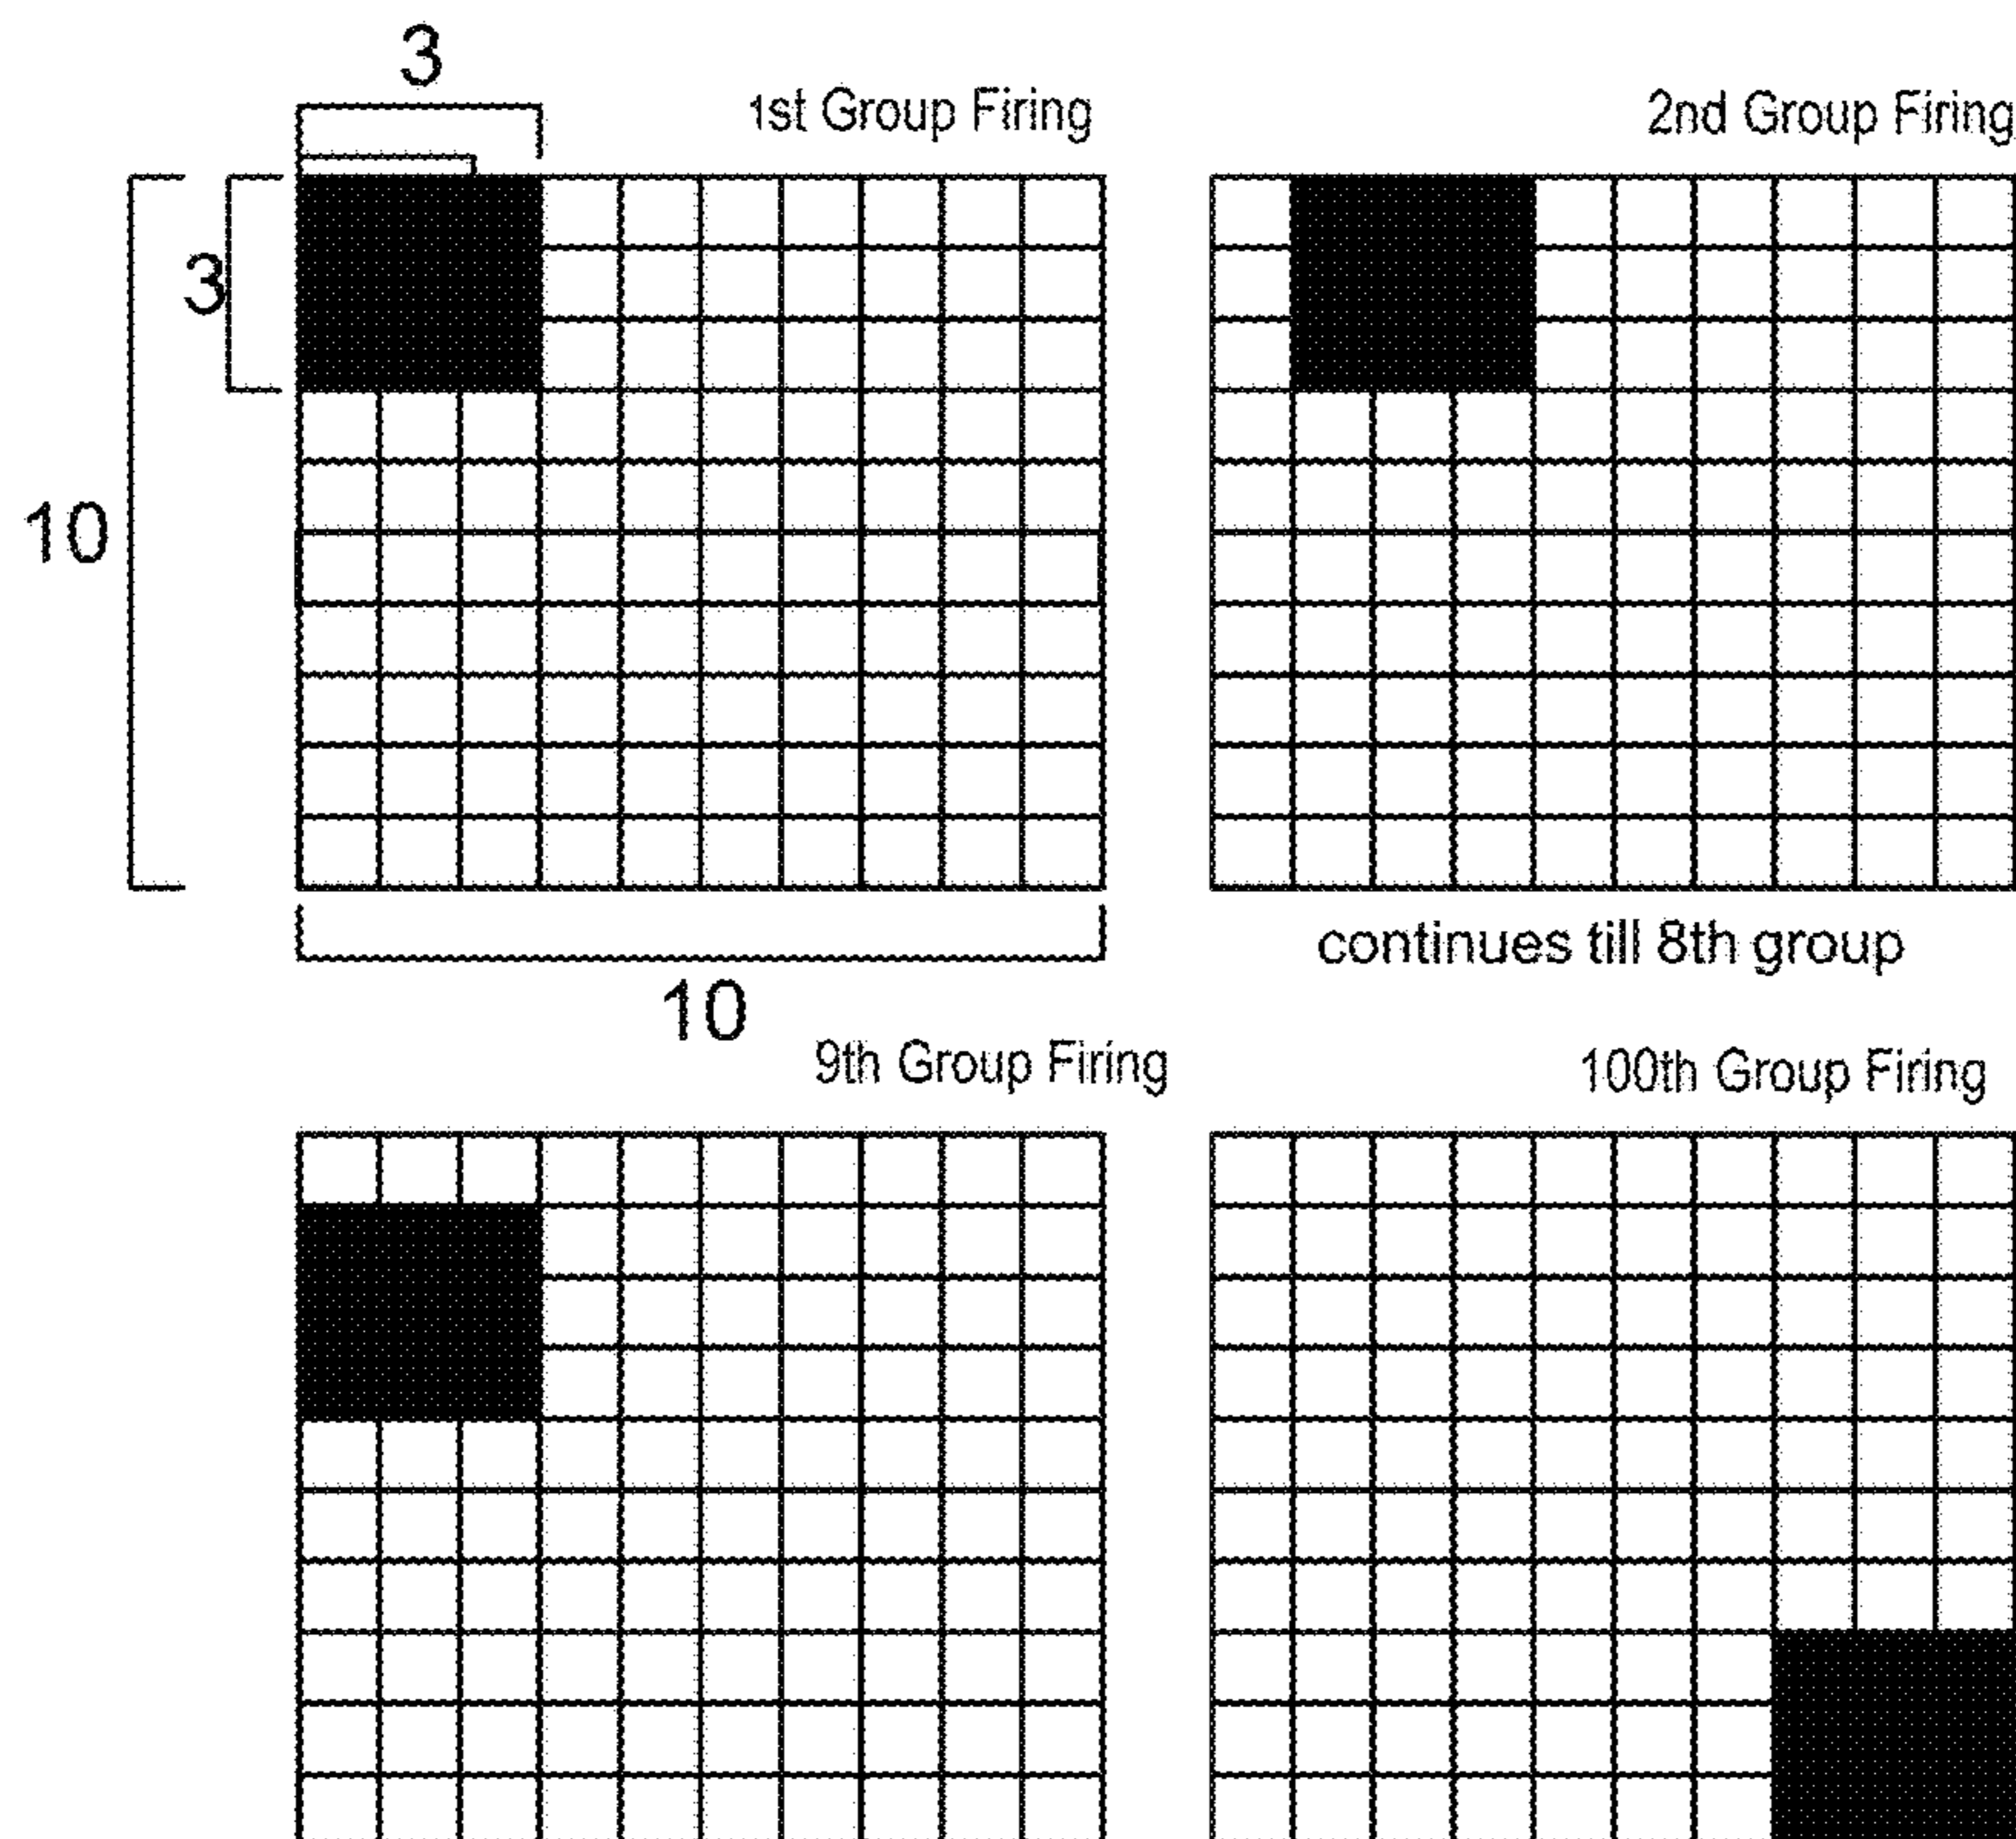 3
1st Group Firing
2nd Group Firing
3
10
continues till 8th group
10
9th Group Firing
100th Group Firing